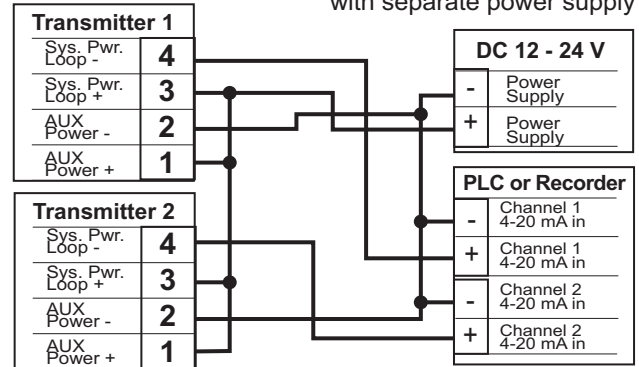 with separate power supply
Transmitter 1
Sys. Pwr.
Loop -
4
Sys. Pwr.
Loop +
3
AUX
Power -
2
AUX
Power +
1
Transmitter 2
Sys. Pwr.
Loop -
4
Sys. Pwr.
Loop +
3
AUX
Power -
2
AUX
Power +
1
DC 12 - 24 V
-
Power
Supply
+
Power
Supply
PLC or Recorder
-
Channel 1
4-20 mA in
+
Channel 1
4-20 mA in
-
Channel 2
4-20 mA in
+
Channel 2
4-20 mA in